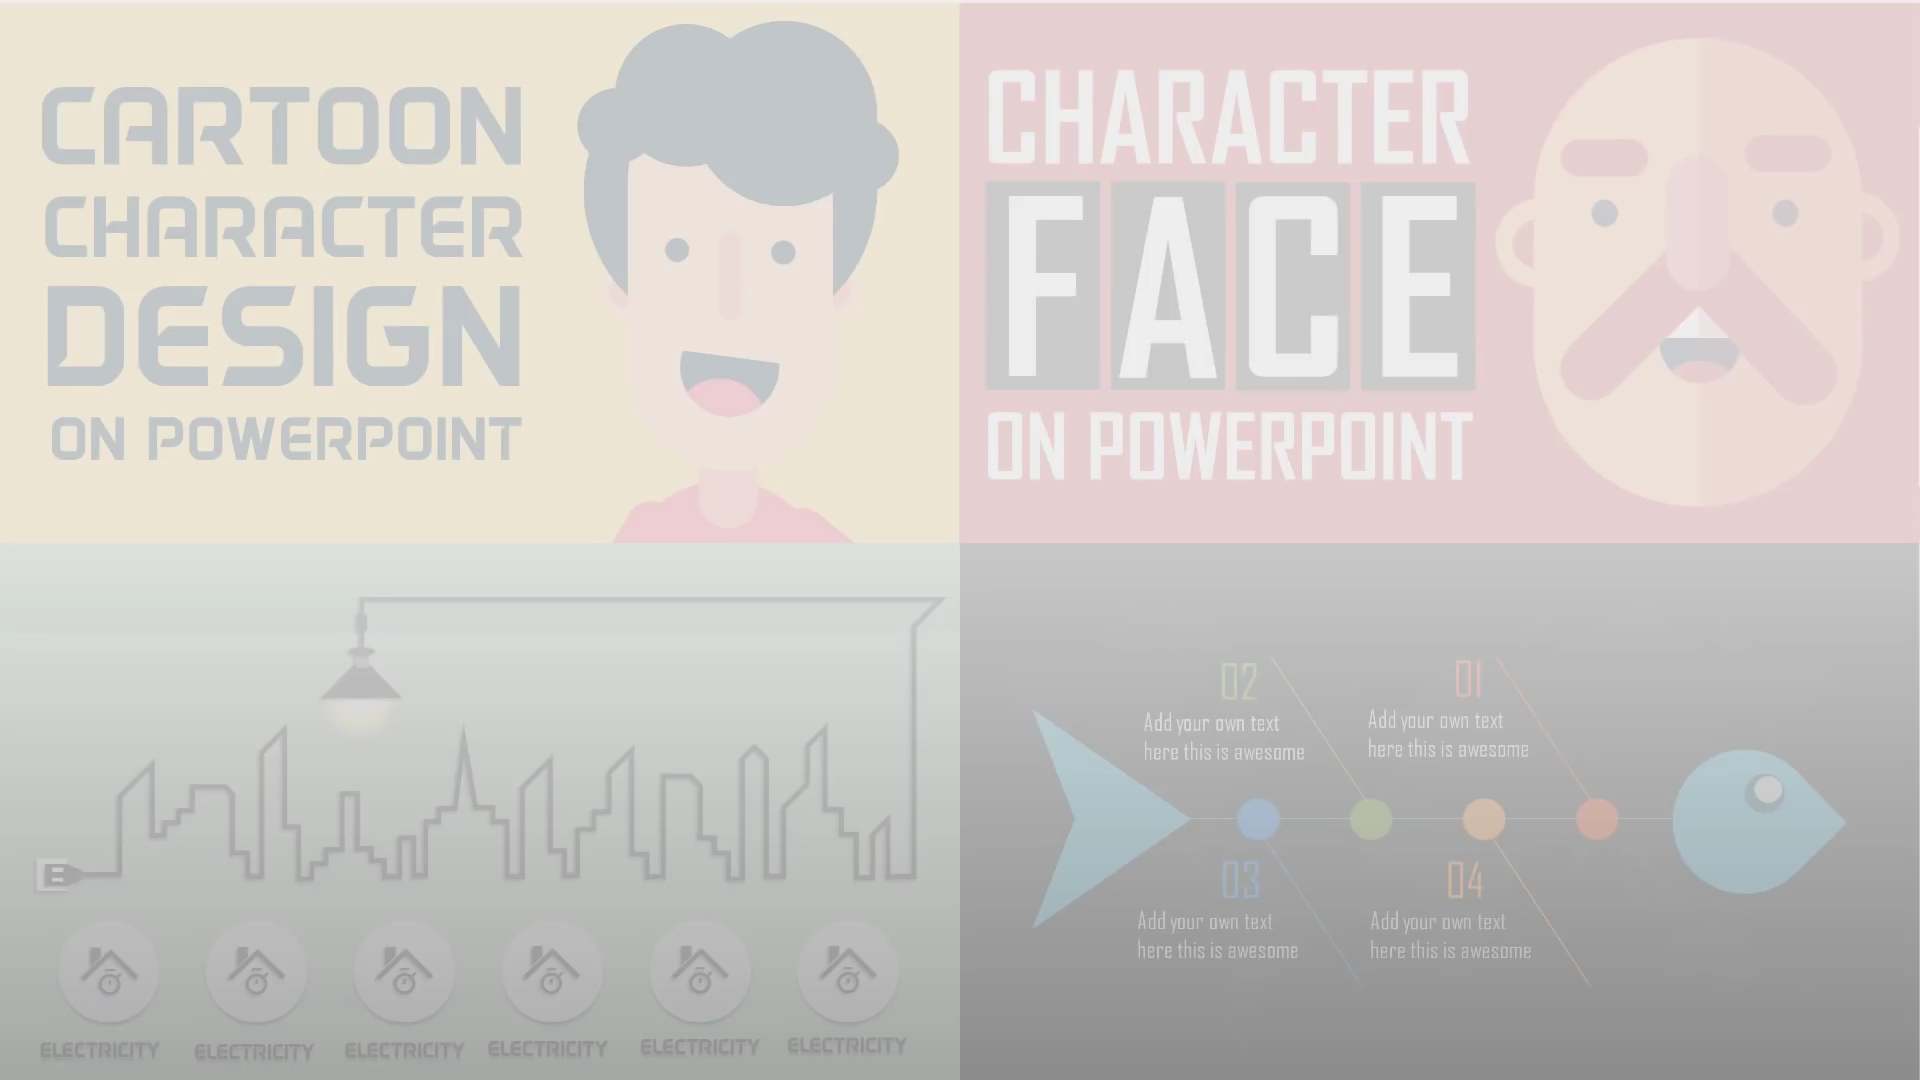 CARTOON
CHARACTER
DESIGN
ON POWERPOINT
CHARACTER
FACE
ON POWERPOINT
ELECTRICITY
ELECTRICITY
ELECTRICITY
ELECTRICITY
ELECTRICITY
ELECTRICITY
02
Add your own text
here this is awesome
01
Add your own text
here this is awesome
03
Add your own text
here this is awesome
04
Add your own text
here this is awesome